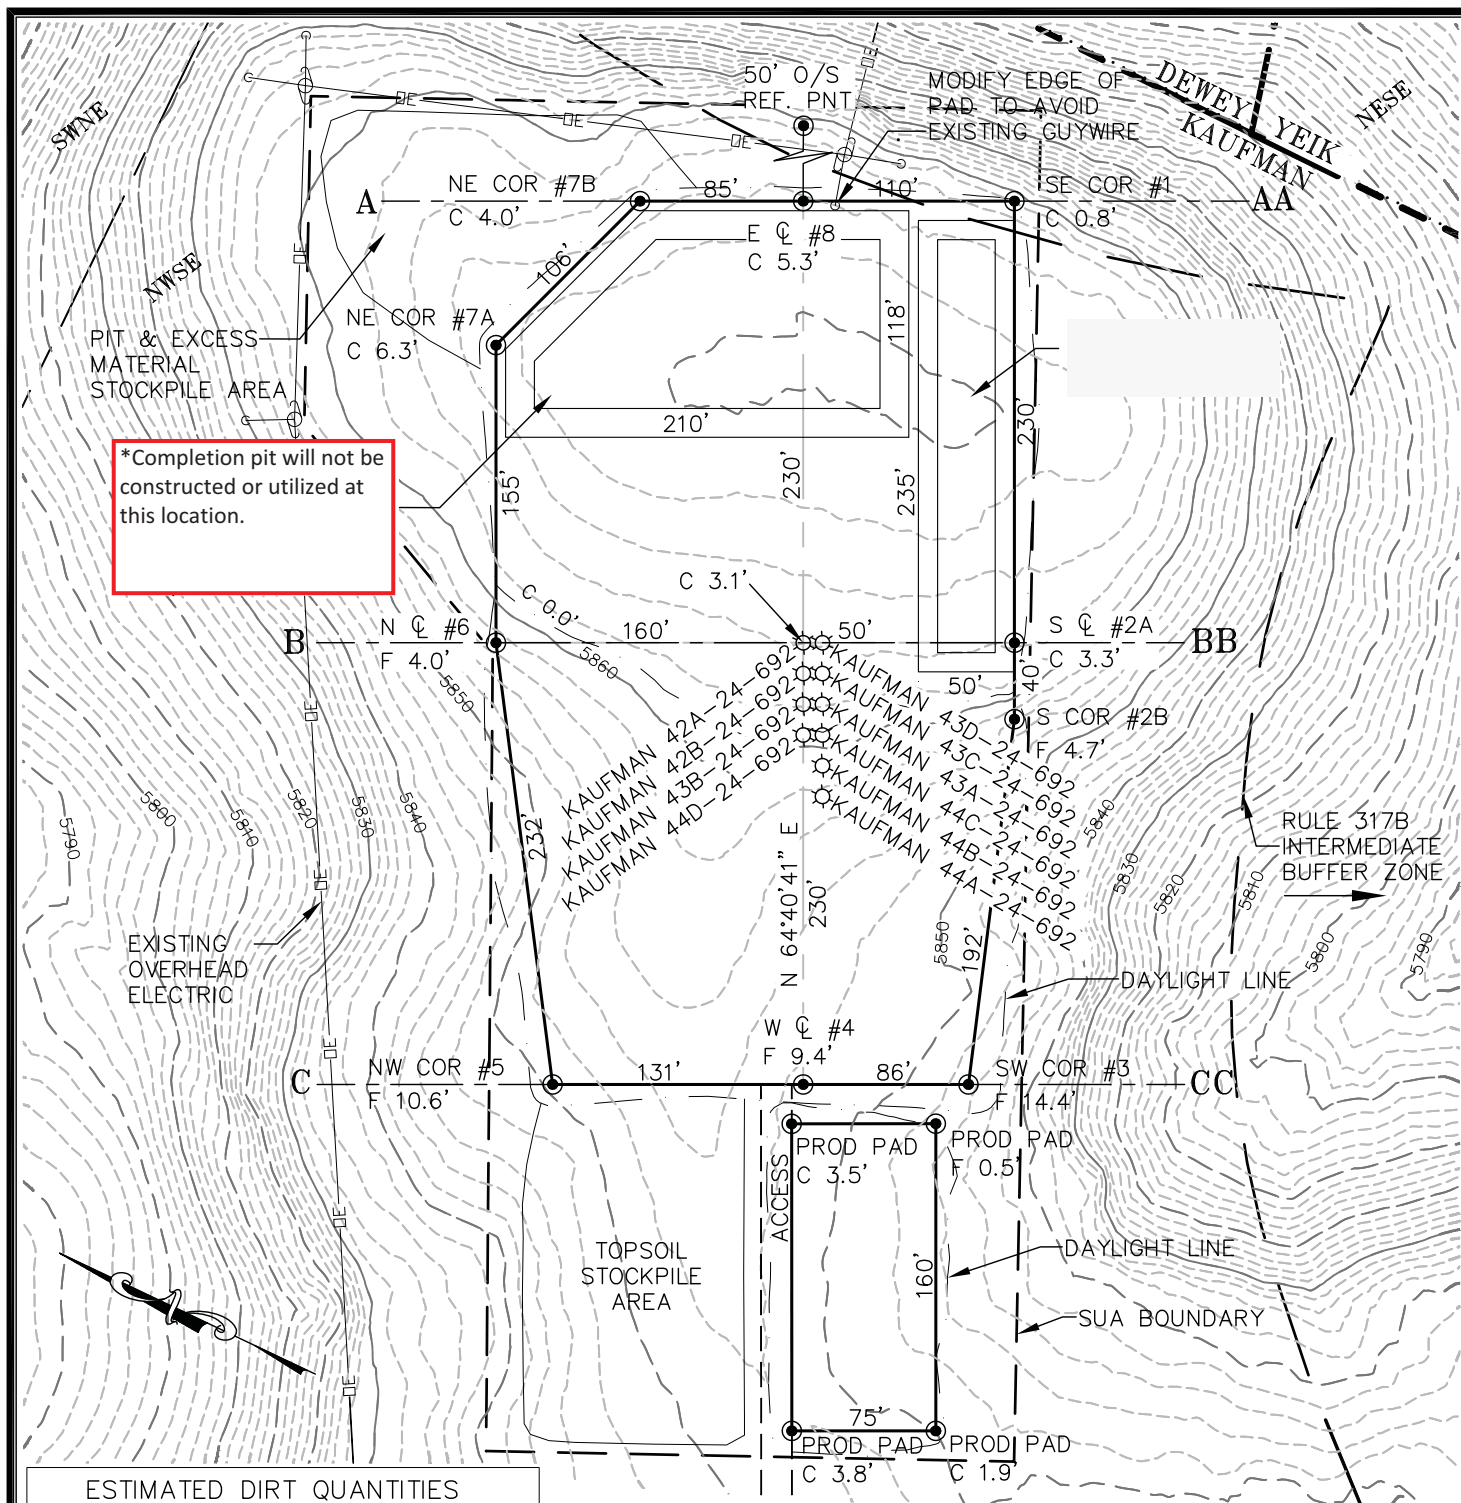 50' O/S
REF. PNT
MODIFY EDGE OF
PAD TO AVOID
EXISTING GUYWIRE
DEWEY
YEIK
KAUFMAN
NESE
SWNE
NWSE
OE
OE
OE
OE
OE
A
NE COR #7B
C 4.0'
85'
110'
SE COR #1
C 0.8'
AA
E ℄ #8
C 5.3'
106'
NE COR #7A
C 6.3'
118'
PIT & EXCESS
MATERIAL
STOCKPILE AREA
210'
230'
*Completion pit will not be
constructed or utilized at
this location.
155'
230'
235'
C 3.1'
C 0.0'
B
N ℄ #6
F 4.0'
160'
50'
S ℄ #2A
C 3.3'
BB
5860
5850
50'
40'
S COR #2B
F 4.7'
KAUFMAN 42A-24-692
KAUFMAN 42B-24-692
KAUFMAN 43B-24-692
KAUFMAN 44D-24-692
KAUFMAN 43D-24-692
KAUFMAN 43C-24-692
KAUFMAN 43A-24-692
KAUFMAN 44C-24-692
KAUFMAN 44B-24-692
KAUFMAN 44A-24-692
OE
5790
5800
5810
5820
5830
5840
232'
5840
5830
5820
5810
5800
5790
RULE 317B
INTERMEDIATE
BUFFER ZONE
OE
EXISTING
OVERHEAD
ELECTRIC
N 64°40'41" E
230'
5850
192'
DAYLIGHT LINE
OE
W ℄ #4
F 9.4'
C
NW COR #5
F 10.6'
131'
86'
SW COR #3
F 14.4'
CC
PROD PAD
C 3.5'
PROD PAD
F 0.5'
ACCESS
OE
TOPSOIL
STOCKPILE
AREA
160'
DAYLIGHT LINE
SUA BOUNDARY
OE
75'
PROD PAD
C 3.8'
PROD PAD
C 1.9'
ESTIMATED DIRT QUANTITIES